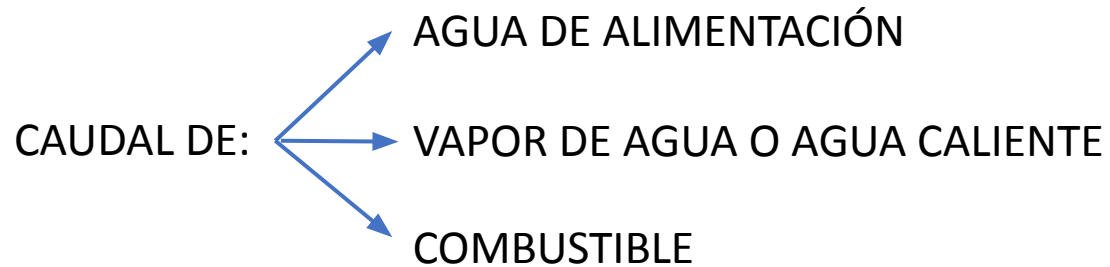 AGUA DE ALIMENTACIÓN
CAUDAL DE:
VAPOR DE AGUA O AGUA CALIENTE
COMBUSTIBLE